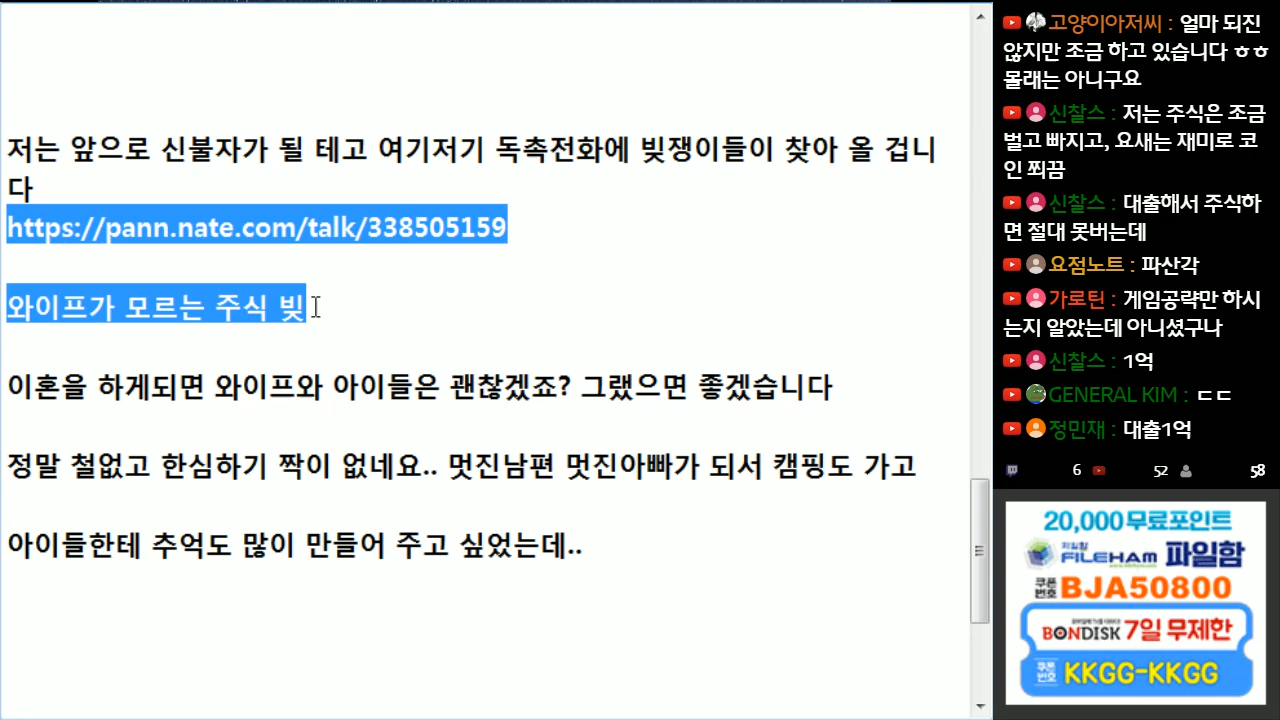 저는 앞으로 신불자가 될 테고 여기저기 독촉전화에 빚쟁이들이 찾아 올 겁니
다
https://pann.nate.com/talk/338505159
와이프가 모르는 주식 빚
이혼을 하게되면 와이프와 아이들은 괜찮겠죠? 그랬으면 좋겠습니다
정말 철없고 한심하기 짝이 없네요.. 멋진남편 멋진아빠가 되서 캠핑도 가고
아이들한테 추억도 많이 만들어 주고 싶었는데..
고양이아저씨 : 얼마 되진
않지만 조금 하고 있습니다 ㅎㅎ
몰래는 아니구요
신찰스 : 저는 주식은 조금
벌고 빠지고, 요새는 재미로 코
인 쬐끔
신찰스 : 대출해서 주식하
면 절대 못버는데
요점노트 : 파산각
가로틴 : 게임공략만 하시
는지 알았는데 아니셨구나
신찰스 : 1억
GENERAL KIM : ㄷㄷ
정민재 : 대출1억
6 52 58
20,000무료포인트
파일함 FILEHAM 파일함
쿠폰번호 BJA50800
BONDISK 7일 무제한
쿠폰번호 KKGG-KKGG